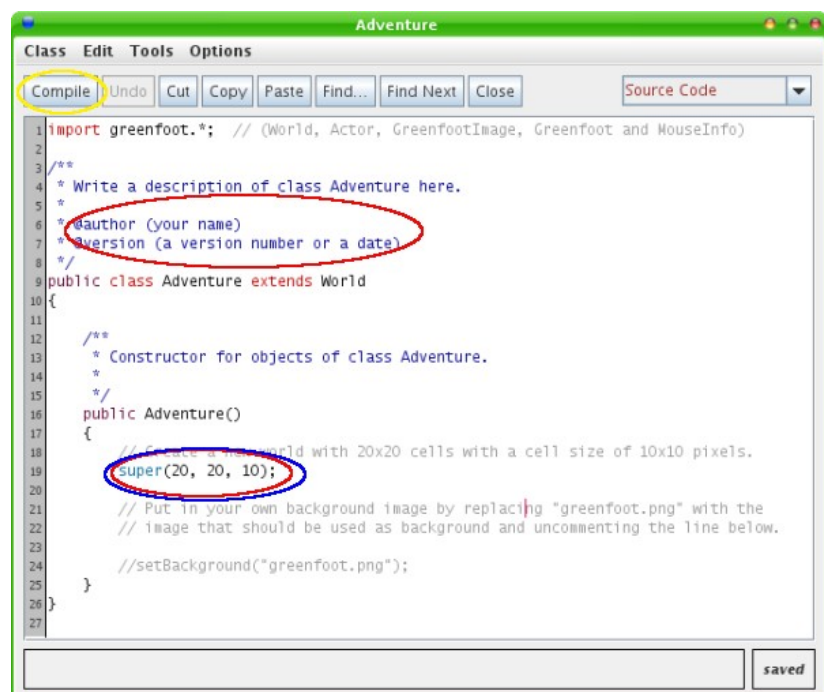 Adventure
Class Edit Tools Options
Compile Undo Cut Copy Paste Find... Find Next Close Source Code
1 import greenfoot.*;  // (World, Actor, GreenfootImage, Greenfoot and MouseInfo)
2
3 /**
4  * Write a description of class Adventure here.
5  *
6  * @author (your name)
7  * @version (a version number or a date)
8  */
9 public class Adventure extends World
10 {
11
12     /**
13      * Constructor for objects of class Adventure.
14      *
15      */
16     public Adventure()
17     {
18         // Create a new world with 20x20 cells with a cell size of 10x10 pixels.
19         super(20, 20, 10);
20
21         // Put in your own background image by replacing "greenfoot.png" with the
22         // image that should be used as background and uncommenting the line below.
23
24         //setBackground("greenfoot.png");
25     }
26 }
27
saved